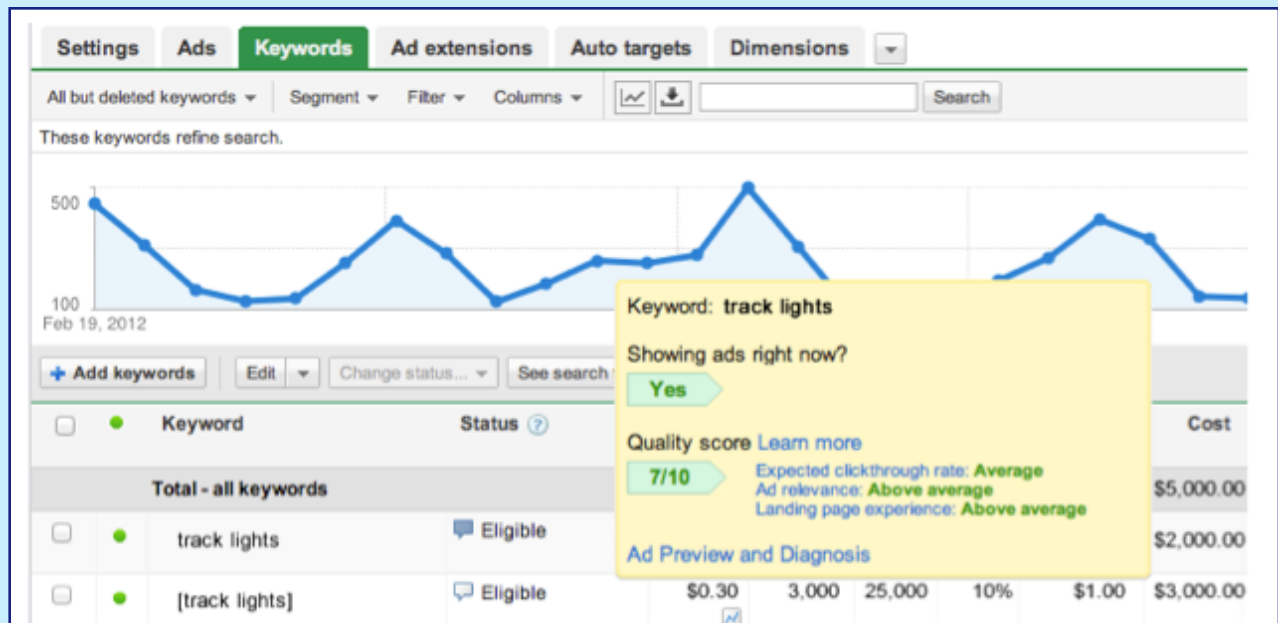 Settings Ads Keywords Ad extensions Auto targets Dimensions
All but deleted keywords Segment Filter Columns Search
These keywords refine search.
500
100
Feb 19, 2012
Keyword: track lights
Showing ads right now?
Yes
Quality score Learn more
7/10
Expected clickthrough rate: Average
Ad relevance: Above average
Landing page experience: Above average
Ad Preview and Diagnosis
+ Add keywords Edit Change status... See search
Keyword Status ? Cost
Total - all keywords $5,000.00
track lights Eligible $2,000.00
[track lights] Eligible $0.30 3,000 25,000 10% $1.00 $3,000.00